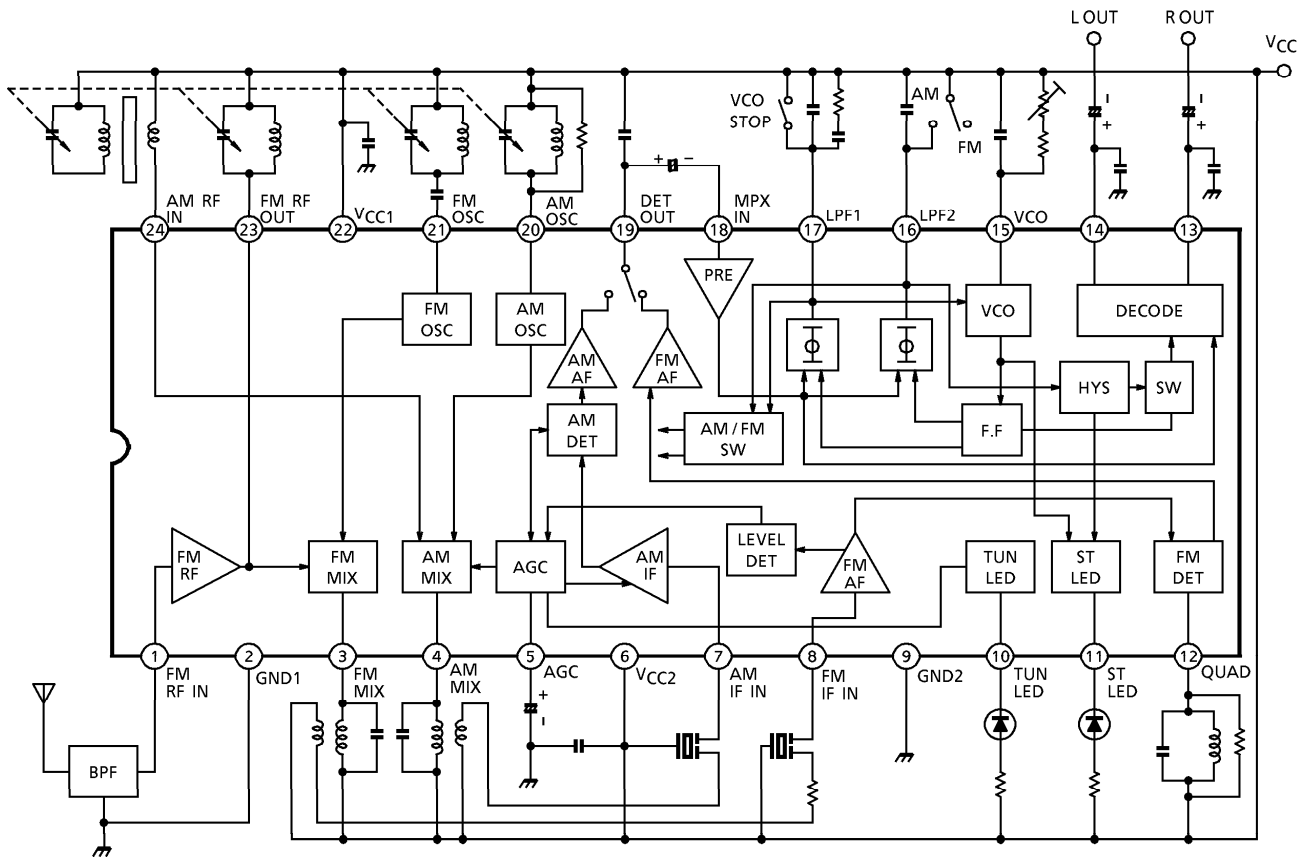 L OUT
R OUT
VCC
VCO
STOP
AM
FM
+
−
+
+
AM RF
IN
FM RF
OUT
VCC1
FM
OSC
AM
OSC
DET
OUT
MPX
IN
LPF1
LPF2
VCO
24
23
22
21
20
19
18
17
16
15
14
13
PRE
FM
OSC
AM
OSC
VCO
DECODE
AM
AF
FM
AF
HYS
SW
AM
DET
AM / FM
SW
F.F
FM
RF
FM
MIX
AM
MIX
AGC
AM
IF
LEVEL
DET
FM
AF
TUN
LED
ST
LED
FM
DET
1
2
3
4
5
6
7
8
9
10
11
12
FM
RF IN
GND1
FM
MIX
AM
MIX
AGC
VCC2
AM
IF IN
FM
IF IN
GND2
TUN
LED
ST
LED
QUAD
+
BPF